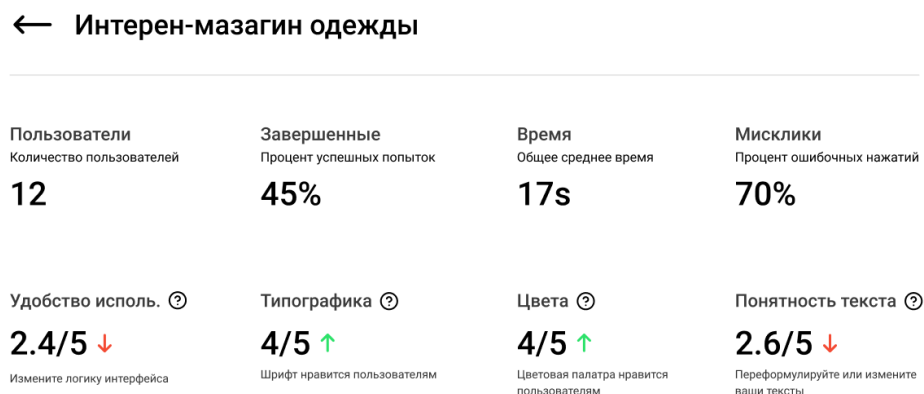 Интерен-мазагин одежды
Пользователи
Количество пользователей
12
Завершенные
Процент успешных попыток
45%
Время
Общее среднее время
17s
Мисклики
Процент ошибочных нажатий
70%
Удобство исполь.
2.4/5 ↓
Измените логику интерфейса
Типографика
4/5 ↑
Шрифт нравится пользователям
Цвета
4/5 ↑
Цветовая палатра нравится
пользователям
Понятность текста
2.6/5 ↓
Переформулируйте или измените
ваши тексты